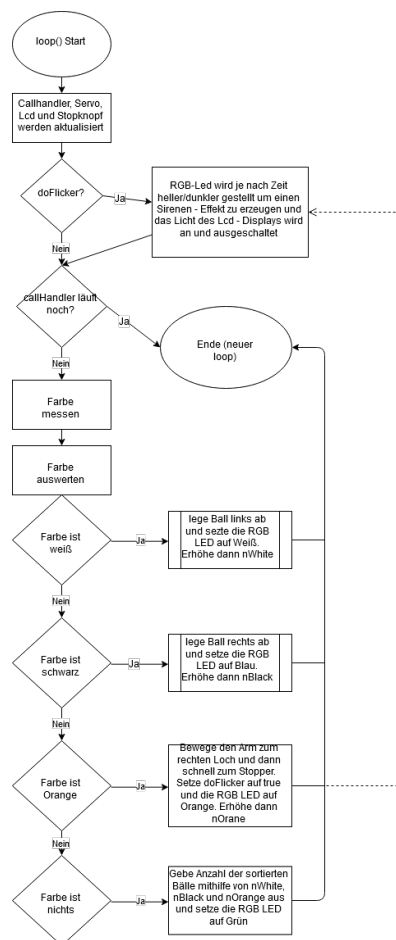 loop() Start
Callhandler, Servo,
Lcd und Stopknopf
werden aktualisiert
doFlicker?
Ja
RGB-Led wird je nach Zeit
heller/dunkler gestellt um einen
Sirenen - Effekt zu erzeugen und
das Licht des Lcd - Displays wird
an und ausgeschaltet
Nein
callHandler läuft
noch?
Ja
Ende (neuer
loop)
Nein
Farbe
messen
Farbe
auswerten
Farbe ist
weiß
Ja
lege Ball links ab
und sezte die RGB
LED auf Weiß.
Erhöhe dann nWhite
Nein
Farbe ist
schwarz
Ja
lege Ball rechts ab
und setze die RGB
LED auf Blau.
Erhöhe dann nBlack
Nein
Farbe ist
Orange
Ja
Bewege den Arm zum
rechten Loch und dann
schnell zum Stopper.
Setze doFlicker auf true
und die RGB LED auf
Orange. Erhöhe dann
nOrane
Nein
Farbe ist
nichts
Ja
Gebe Anzahl der sortierten
Bälle mithilfe von nWhite,
nBlack und nOrange aus
und setze die RGB LED
auf Grün